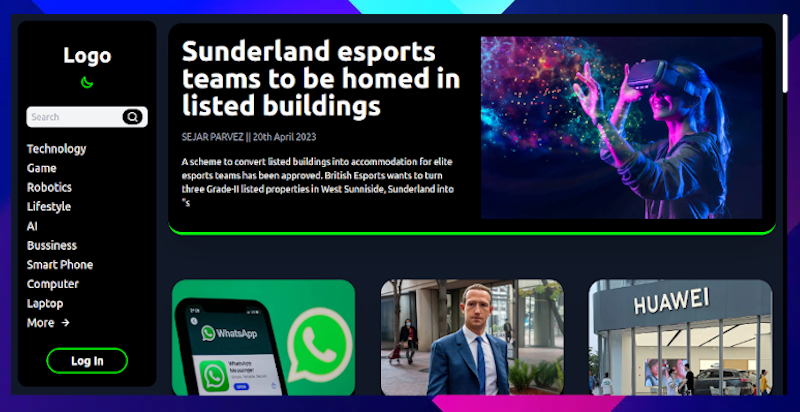 Logo
Search
Technology
Game
Robotics
Lifestyle
AI
Bussiness
Smart Phone
Computer
Laptop
More →
Log In
Sunderland esports
teams to be homed in
listed buildings
SEJAR PARVEZ || 20th April 2023
A scheme to convert listed buildings into accommodation for elite
esports teams has been approved. British Esports wants to turn
three Grade-II listed properties in West Sunniside, Sunderland into
"s
WhatsApp
WhatsApp
Messenger
HUAWEI